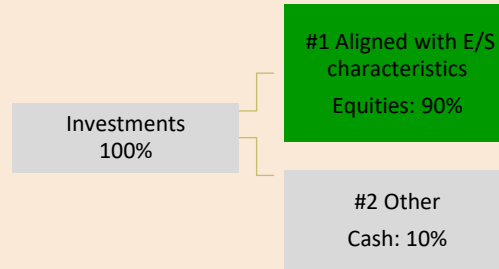 #1 Aligned with E/S
characteristics
Equities: 90%
Investments
100%
#2 Other
Cash: 10%